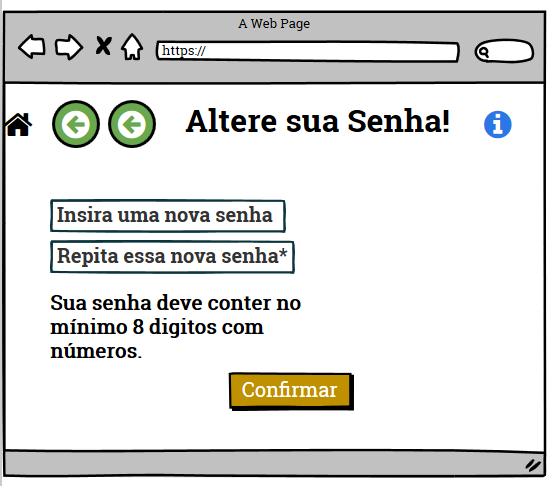 A Web Page
https://
Altere sua Senha!
Insira uma nova senha
Repita essa nova senha*
Sua senha deve conter no
mínimo 8 digitos com
números.
Confirmar